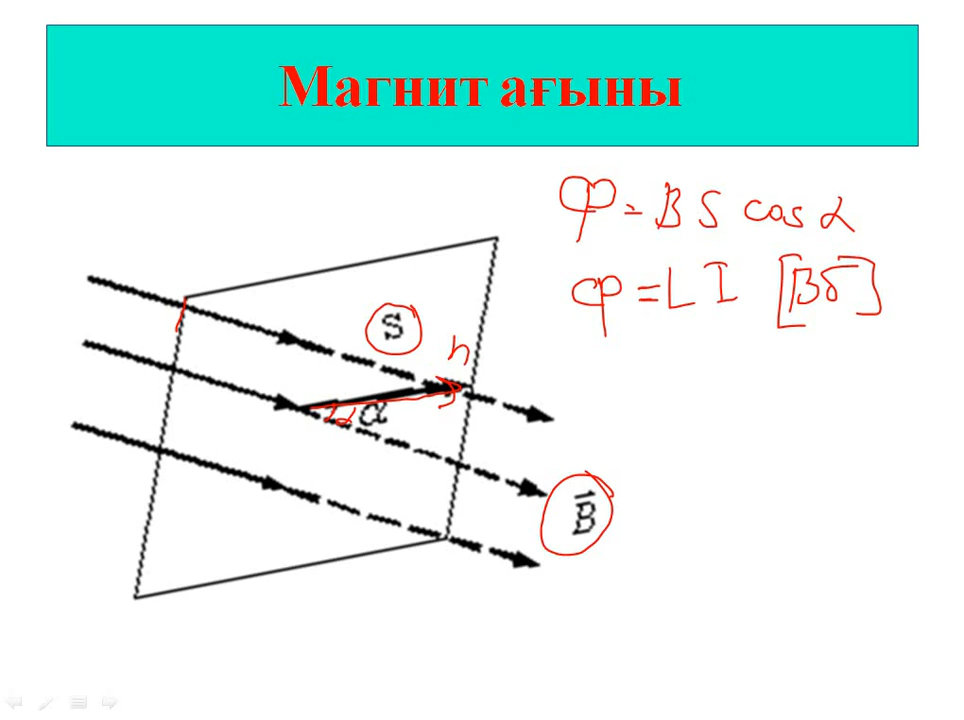 Магнит ағыны
Ф = B S cos α
Ф = L I [Вб]
S
n
α α
B